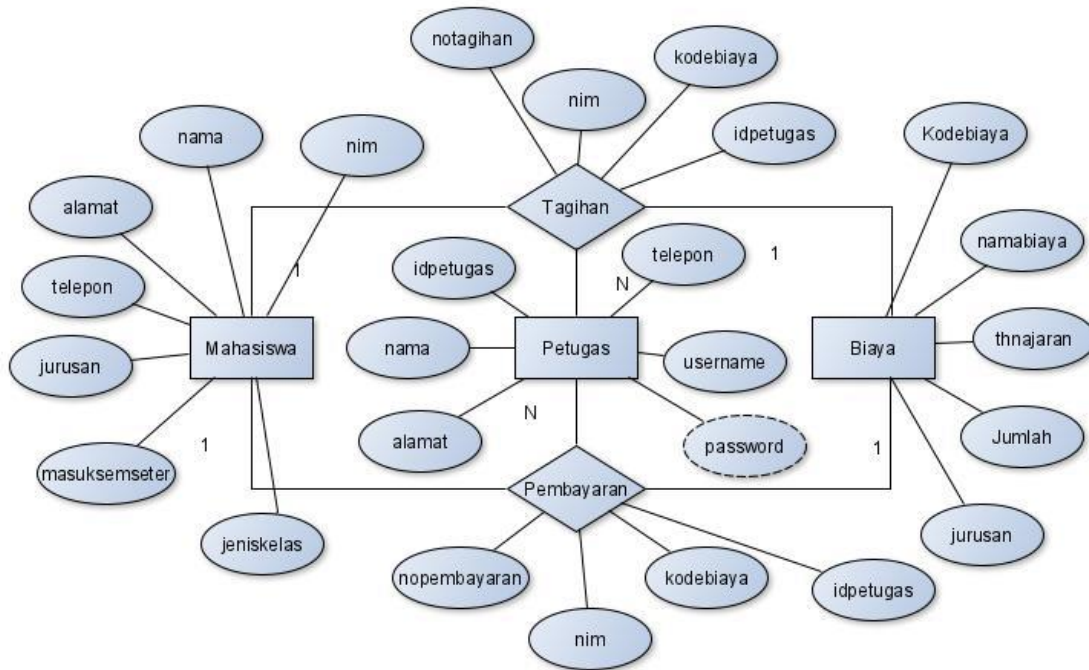 notagihan
kodebiaya
nim
nama
nim
idpetugas
Kodebiaya
alamat
Tagihan
namabiaya
telepon
idpetugas
telepon
1
1
N
Mahasiswa
nama
Petugas
username
Biaya
thnajaran
jurusan
alamat
N
password
1
1
Jumlah
masuksemseter
Pembayaran
jeniskelas
nopembayaran
kodebiaya
idpetugas
jurusan
nim